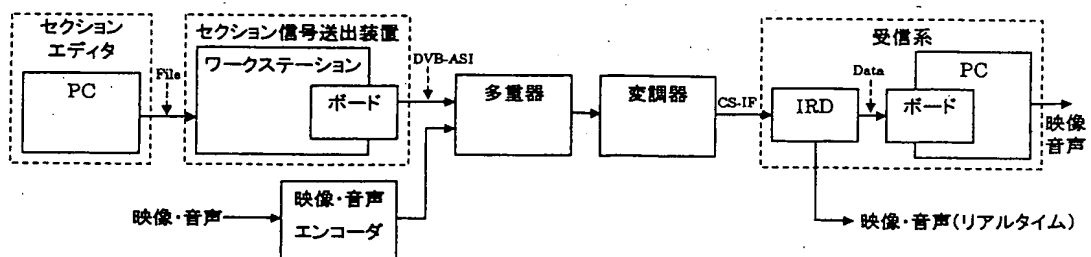 セクション
エディタ
PC
File
セクション信号送出装置
ワークステーション
ボード
DVB-ASI
多重器
変調器
CS-IF
受信系
IRD
Data
PC
ボード
映像
音声
映像・音声
映像・音声
エンコーダ
映像・音声(リアルタイム)